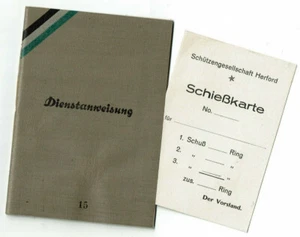 Dienstanweisung
15
Schützengesellschaft Herford
*
Schießkarte
No.
für
1. Schuß Ring
2. " "
3. " "
zus. Ring
Der Vorstand.